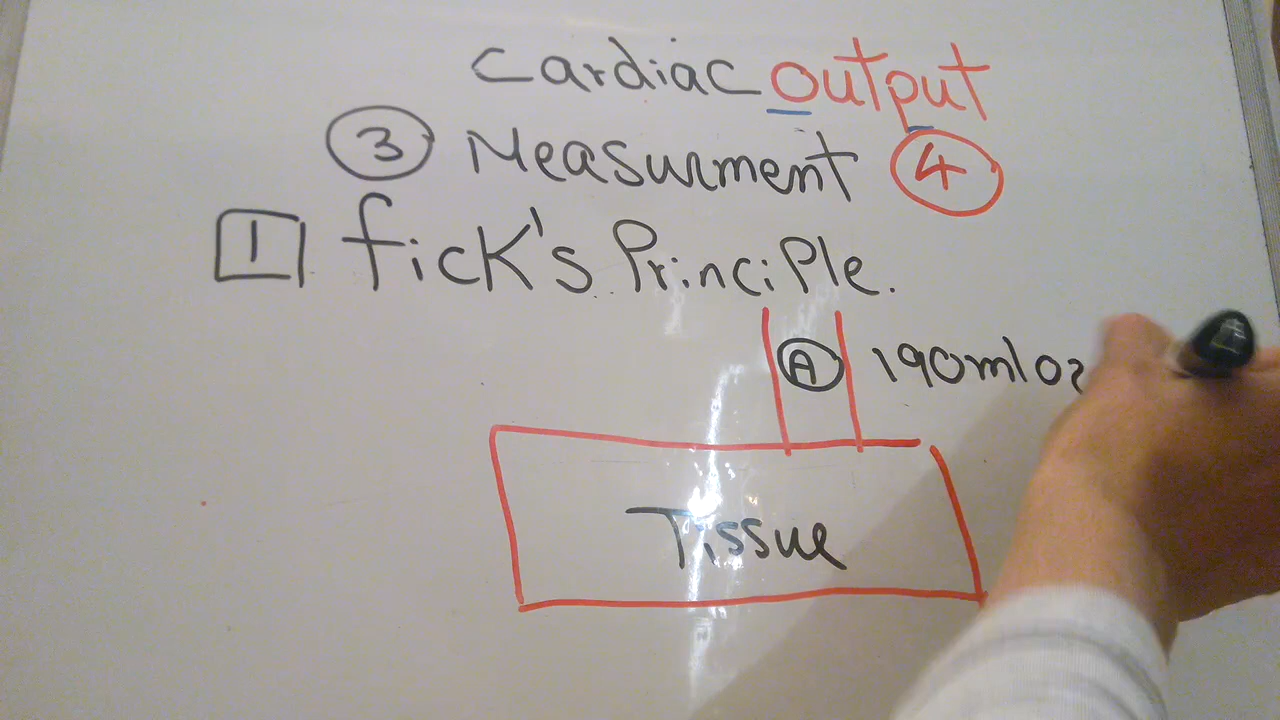 Cardiac output
3 Measurment 4
1 Fick's Principle.
A 190ml O2
Tissue